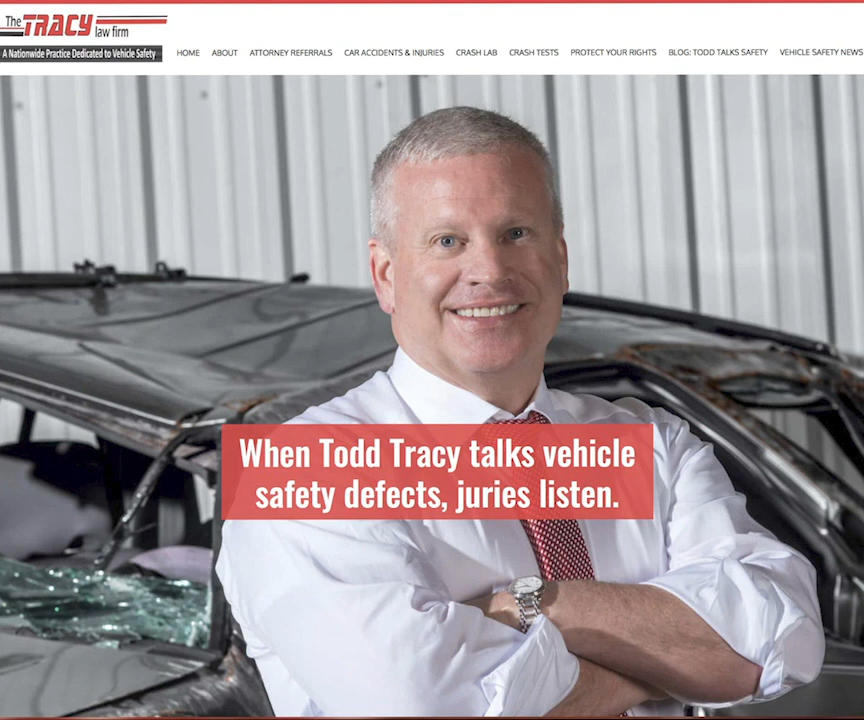 The TRACY law firm
A Nationwide Practice Dedicated to Vehicle Safety
HOME ABOUT ATTORNEY REFERRALS CAR ACCIDENTS & INJURIES CRASH LAB CRASH TESTS PROTECT YOUR RIGHTS BLOG: TODD TALKS SAFETY VEHICLE SAFETY NEWS
When Todd Tracy talks vehicle
safety defects, juries listen.